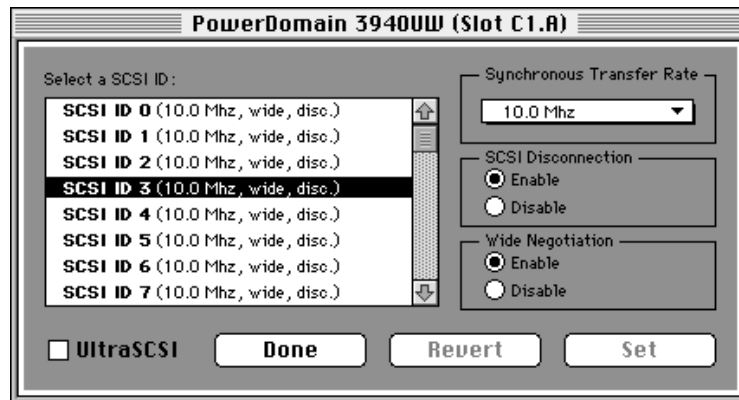 PowerDomain 3940UW (Slot C1.A)
Select a SCSI ID:
SCSI ID 0 (10.0 Mhz, wide, disc.)
SCSI ID 1 (10.0 Mhz, wide, disc.)
SCSI ID 2 (10.0 Mhz, wide, disc.)
SCSI ID 3 (10.0 Mhz, wide, disc.)
SCSI ID 4 (10.0 Mhz, wide, disc.)
SCSI ID 5 (10.0 Mhz, wide, disc.)
SCSI ID 6 (10.0 Mhz, wide, disc.)
SCSI ID 7 (10.0 Mhz, wide, disc.)
Synchronous Transfer Rate
10.0 Mhz
SCSI Disconnection
Enable
Disable
Wide Negotiation
Enable
Disable
UltraSCSI
Done
Revert
Set